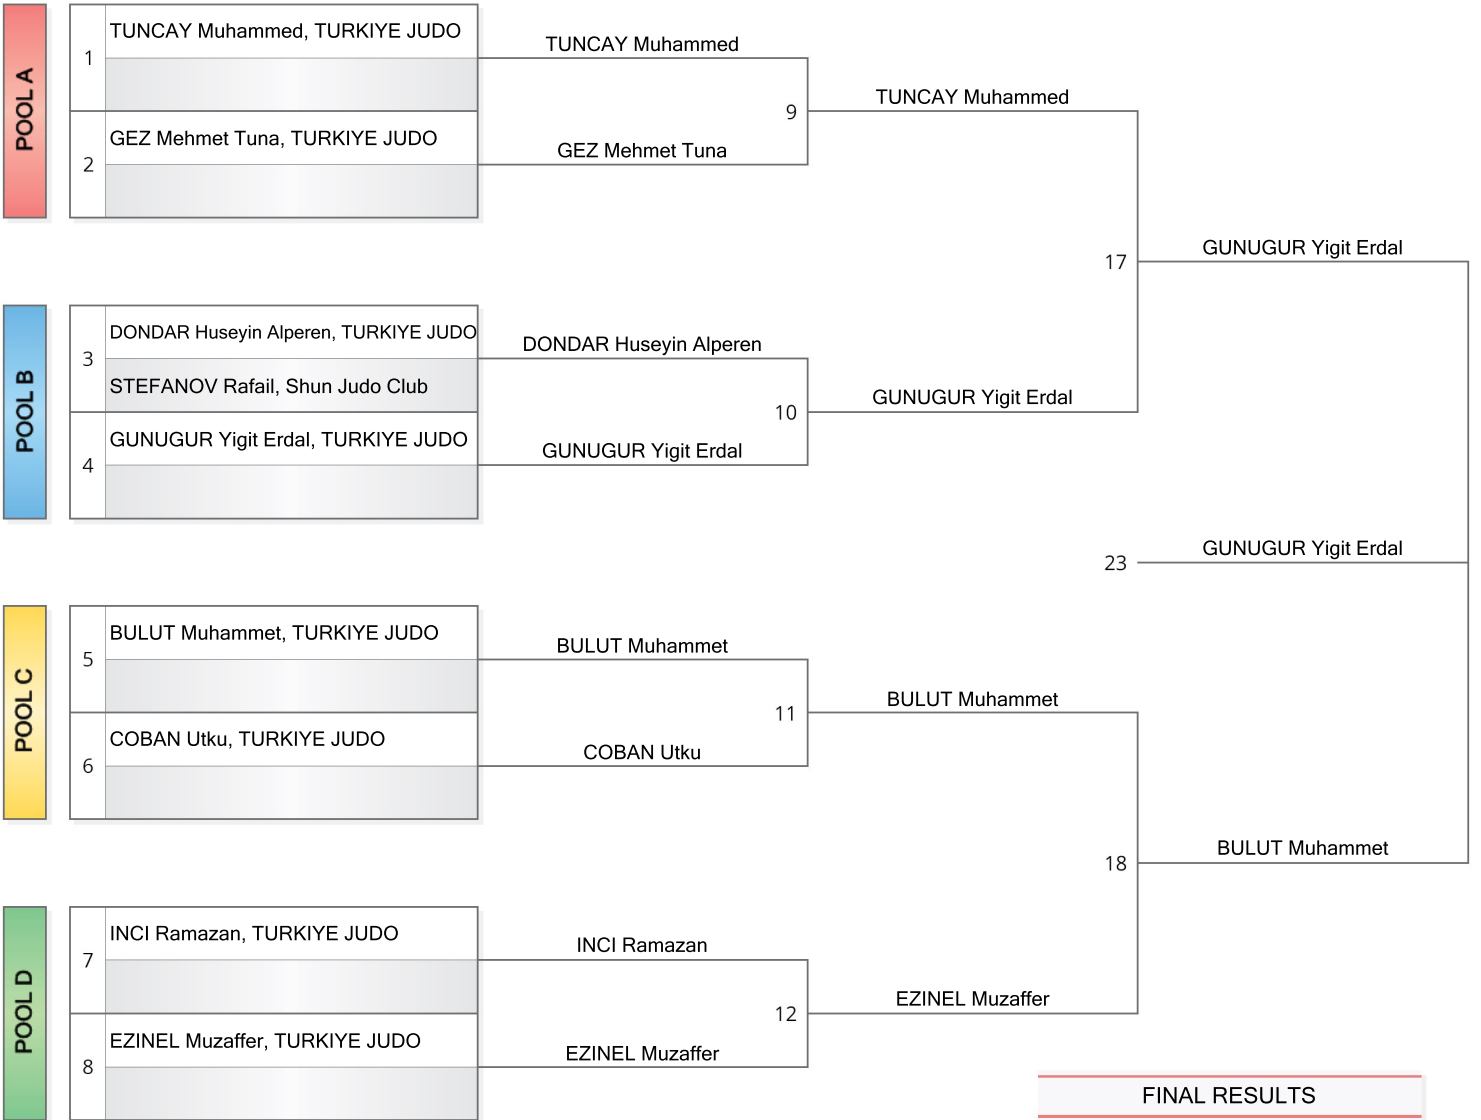 POOL A
1
TUNCAY Muhammed, TURKIYE JUDO
2
GEZ Mehmet Tuna, TURKIYE JUDO
TUNCAY Muhammed
9
GEZ Mehmet Tuna
TUNCAY Muhammed
POOL B
3
DONDAR Huseyin Alperen, TURKIYE JUDO
STEFANOV Rafail, Shun Judo Club
4
GUNUGUR Yigit Erdal, TURKIYE JUDO
DONDAR Huseyin Alperen
10
GUNUGUR Yigit Erdal
GUNUGUR Yigit Erdal
17
GUNUGUR Yigit Erdal
23
GUNUGUR Yigit Erdal
POOL C
5
BULUT Muhammet, TURKIYE JUDO
6
COBAN Utku, TURKIYE JUDO
BULUT Muhammet
11
COBAN Utku
BULUT Muhammet
18
BULUT Muhammet
POOL D
7
INCI Ramazan, TURKIYE JUDO
8
EZINEL Muzaffer, TURKIYE JUDO
INCI Ramazan
12
EZINEL Muzaffer
EZINEL Muzaffer
FINAL RESULTS